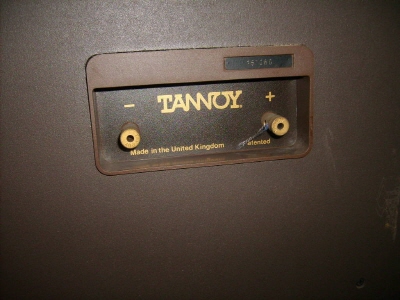 - TANNOY. +
Made in the United Kingdom Patented